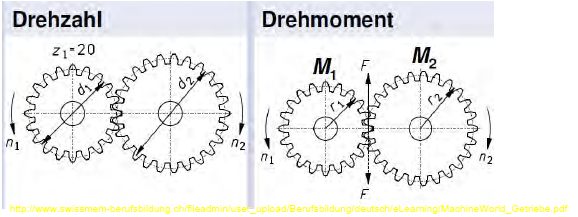 Drehzahl
z1=20
d1
d2
n1
n2
Drehmoment
M1
M2
F
r1
r2
n1
n2
F
http://www.swissmem-berufsbildung.ch/fileadmin/user_upload/Berufsbildung/deutsch/eLearning/MachineWorld_Getriebe.pdf